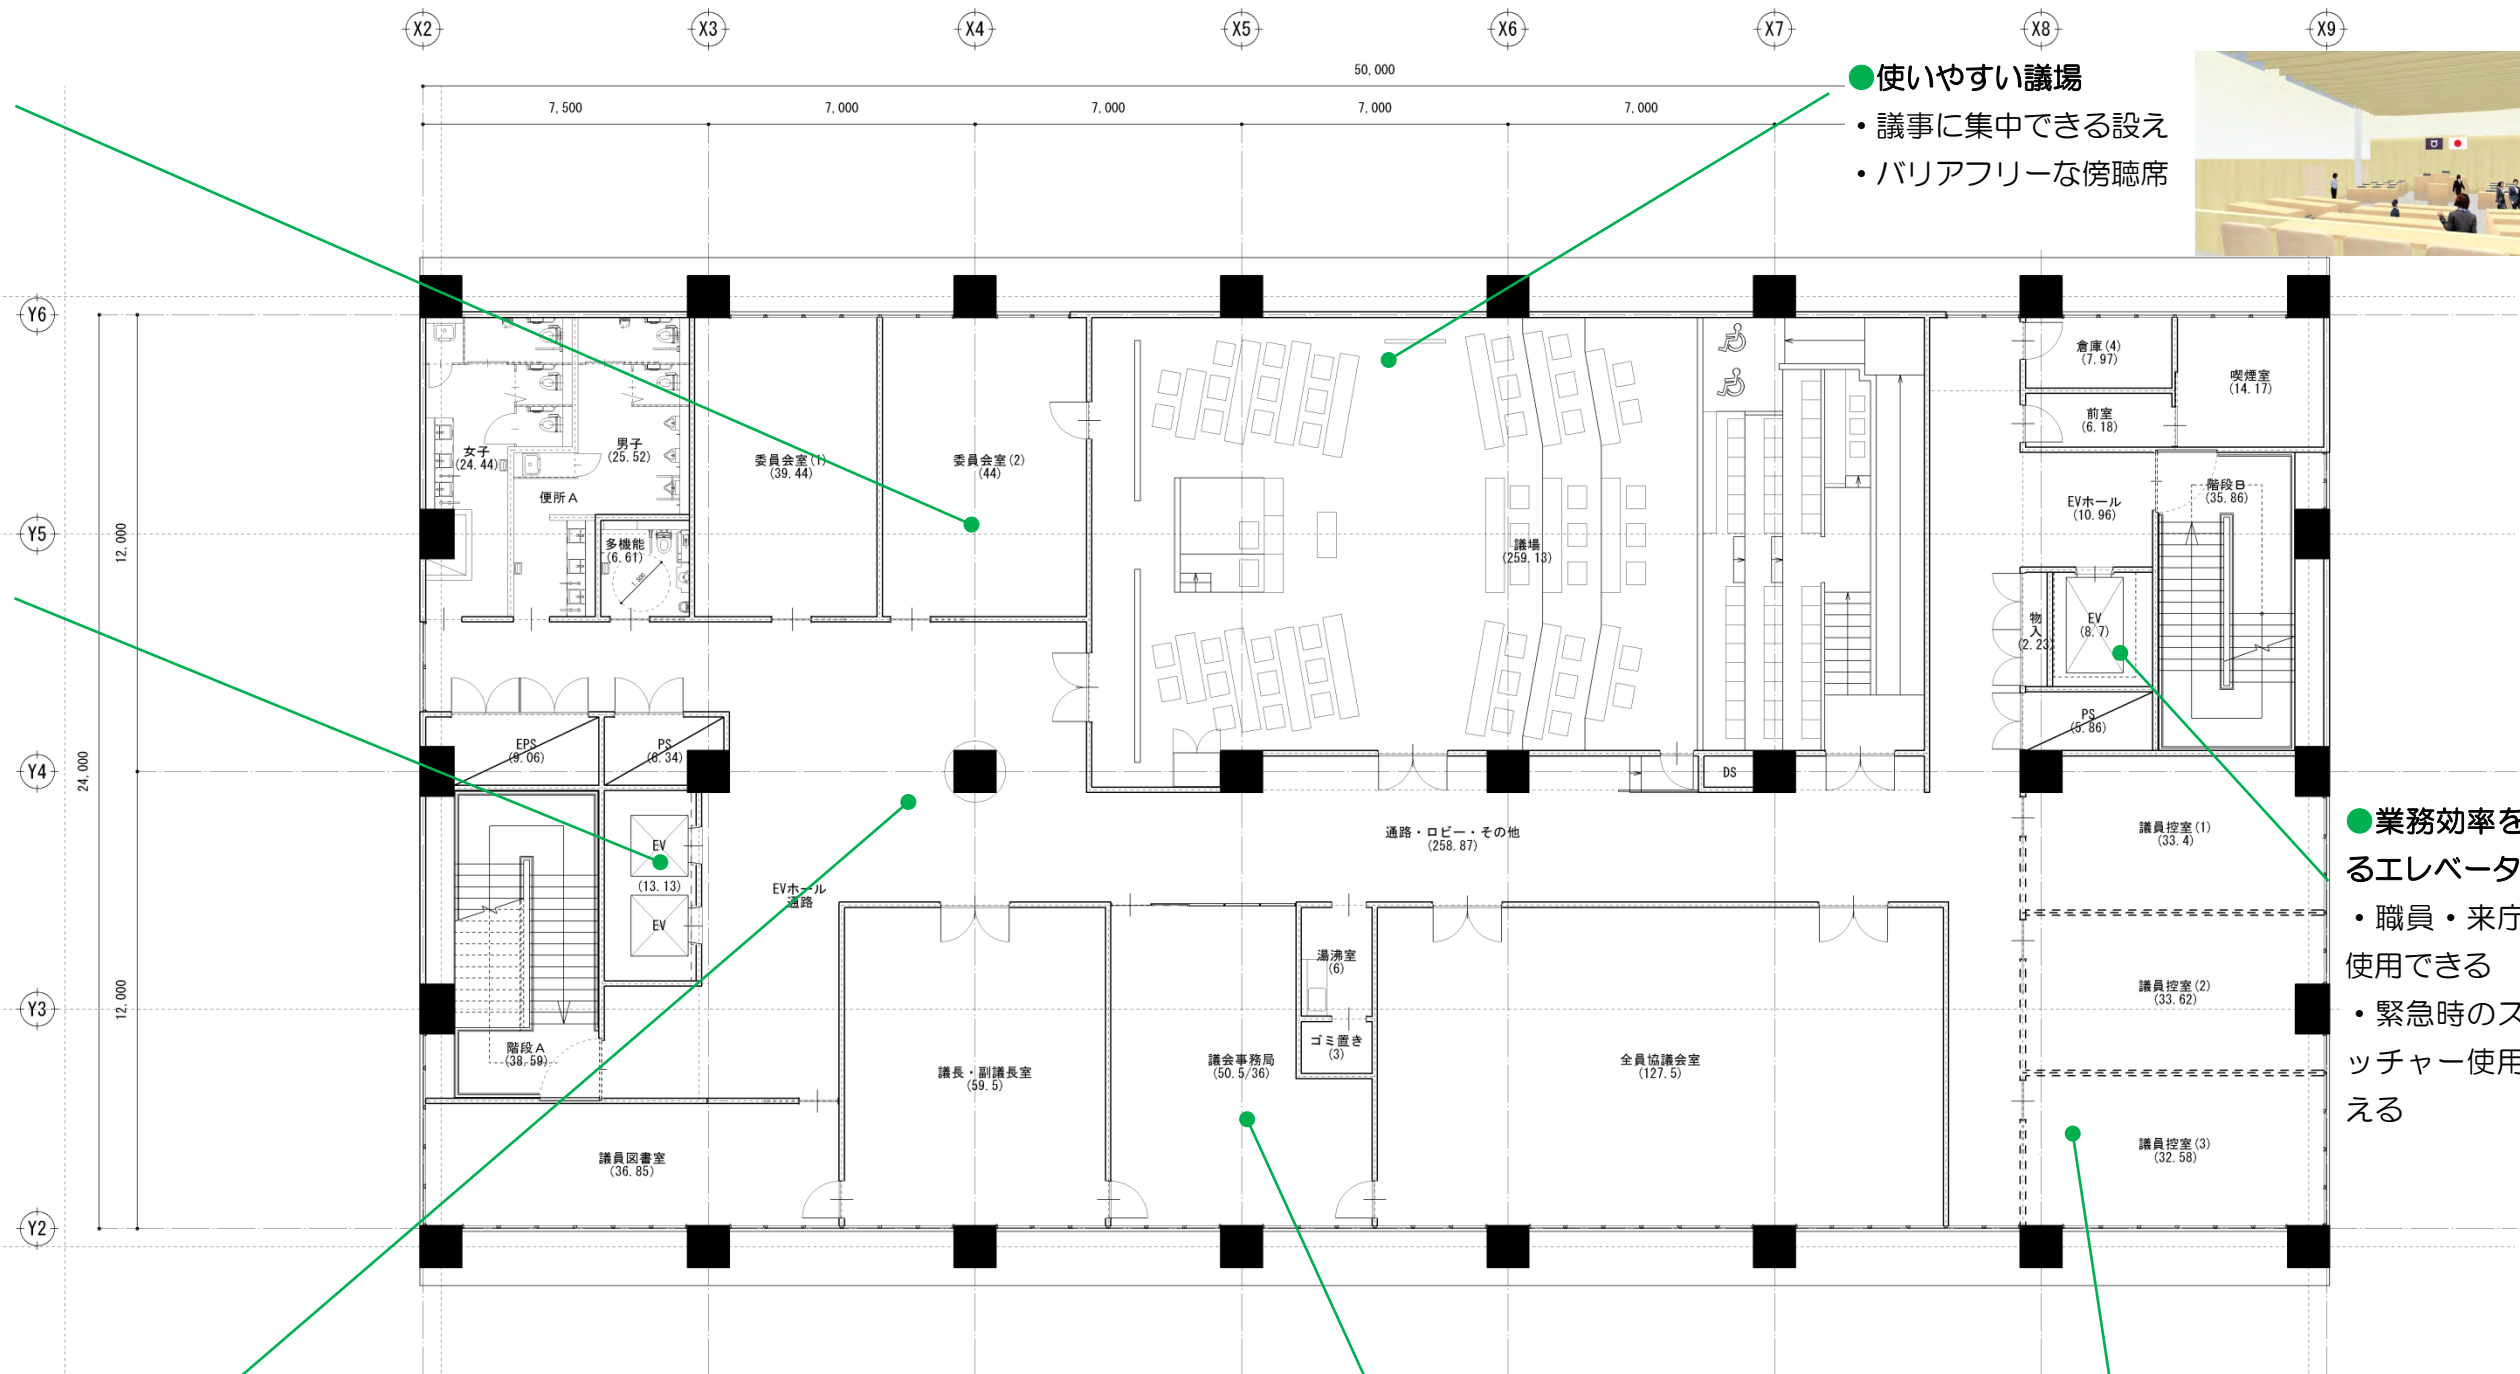 X2 X3 X4 X5 X6 X7 X8 X9
50,000
7,500 7,000 7,000 7,000 7,000
●使いやすい議場
・議事に集中できる設え
・バリアフリーな傍聴席
Y6
Y5
Y4
Y3
Y2
12,000
24,000
12,000
女子
(24.44)
男子
(25.52)
便所A
多機能
(6.61)
1,500
委員会室(1)
(39.44)
委員会室(2)
(44)
議場
(259.13)
倉庫(4)
(7.97)
喫煙室
(14.17)
前室
(6.18)
EVホール
(10.96)
階段B
(35.86)
物入
(2.23)
EV
(8.7)
PS
(5.86)
EPS
(9.06)
PS
(6.34)
DS
EV
(13.13)
EV
EVホール
通路
通路・ロビー・その他
(258.87)
階段A
(38.59)
議員図書室
(36.85)
議長・副議長室
(59.5)
議会事務局
(50.5/36)
湯沸室
(6)
ゴミ置き
(3)
全員協議会室
(127.5)
議員控室(1)
(33.4)
議員控室(2)
(33.62)
議員控室(3)
(32.58)
●業務効率を
るエレベータ
・職員・来庁
使用できる
・緊急時のス
ッチャー使用
える